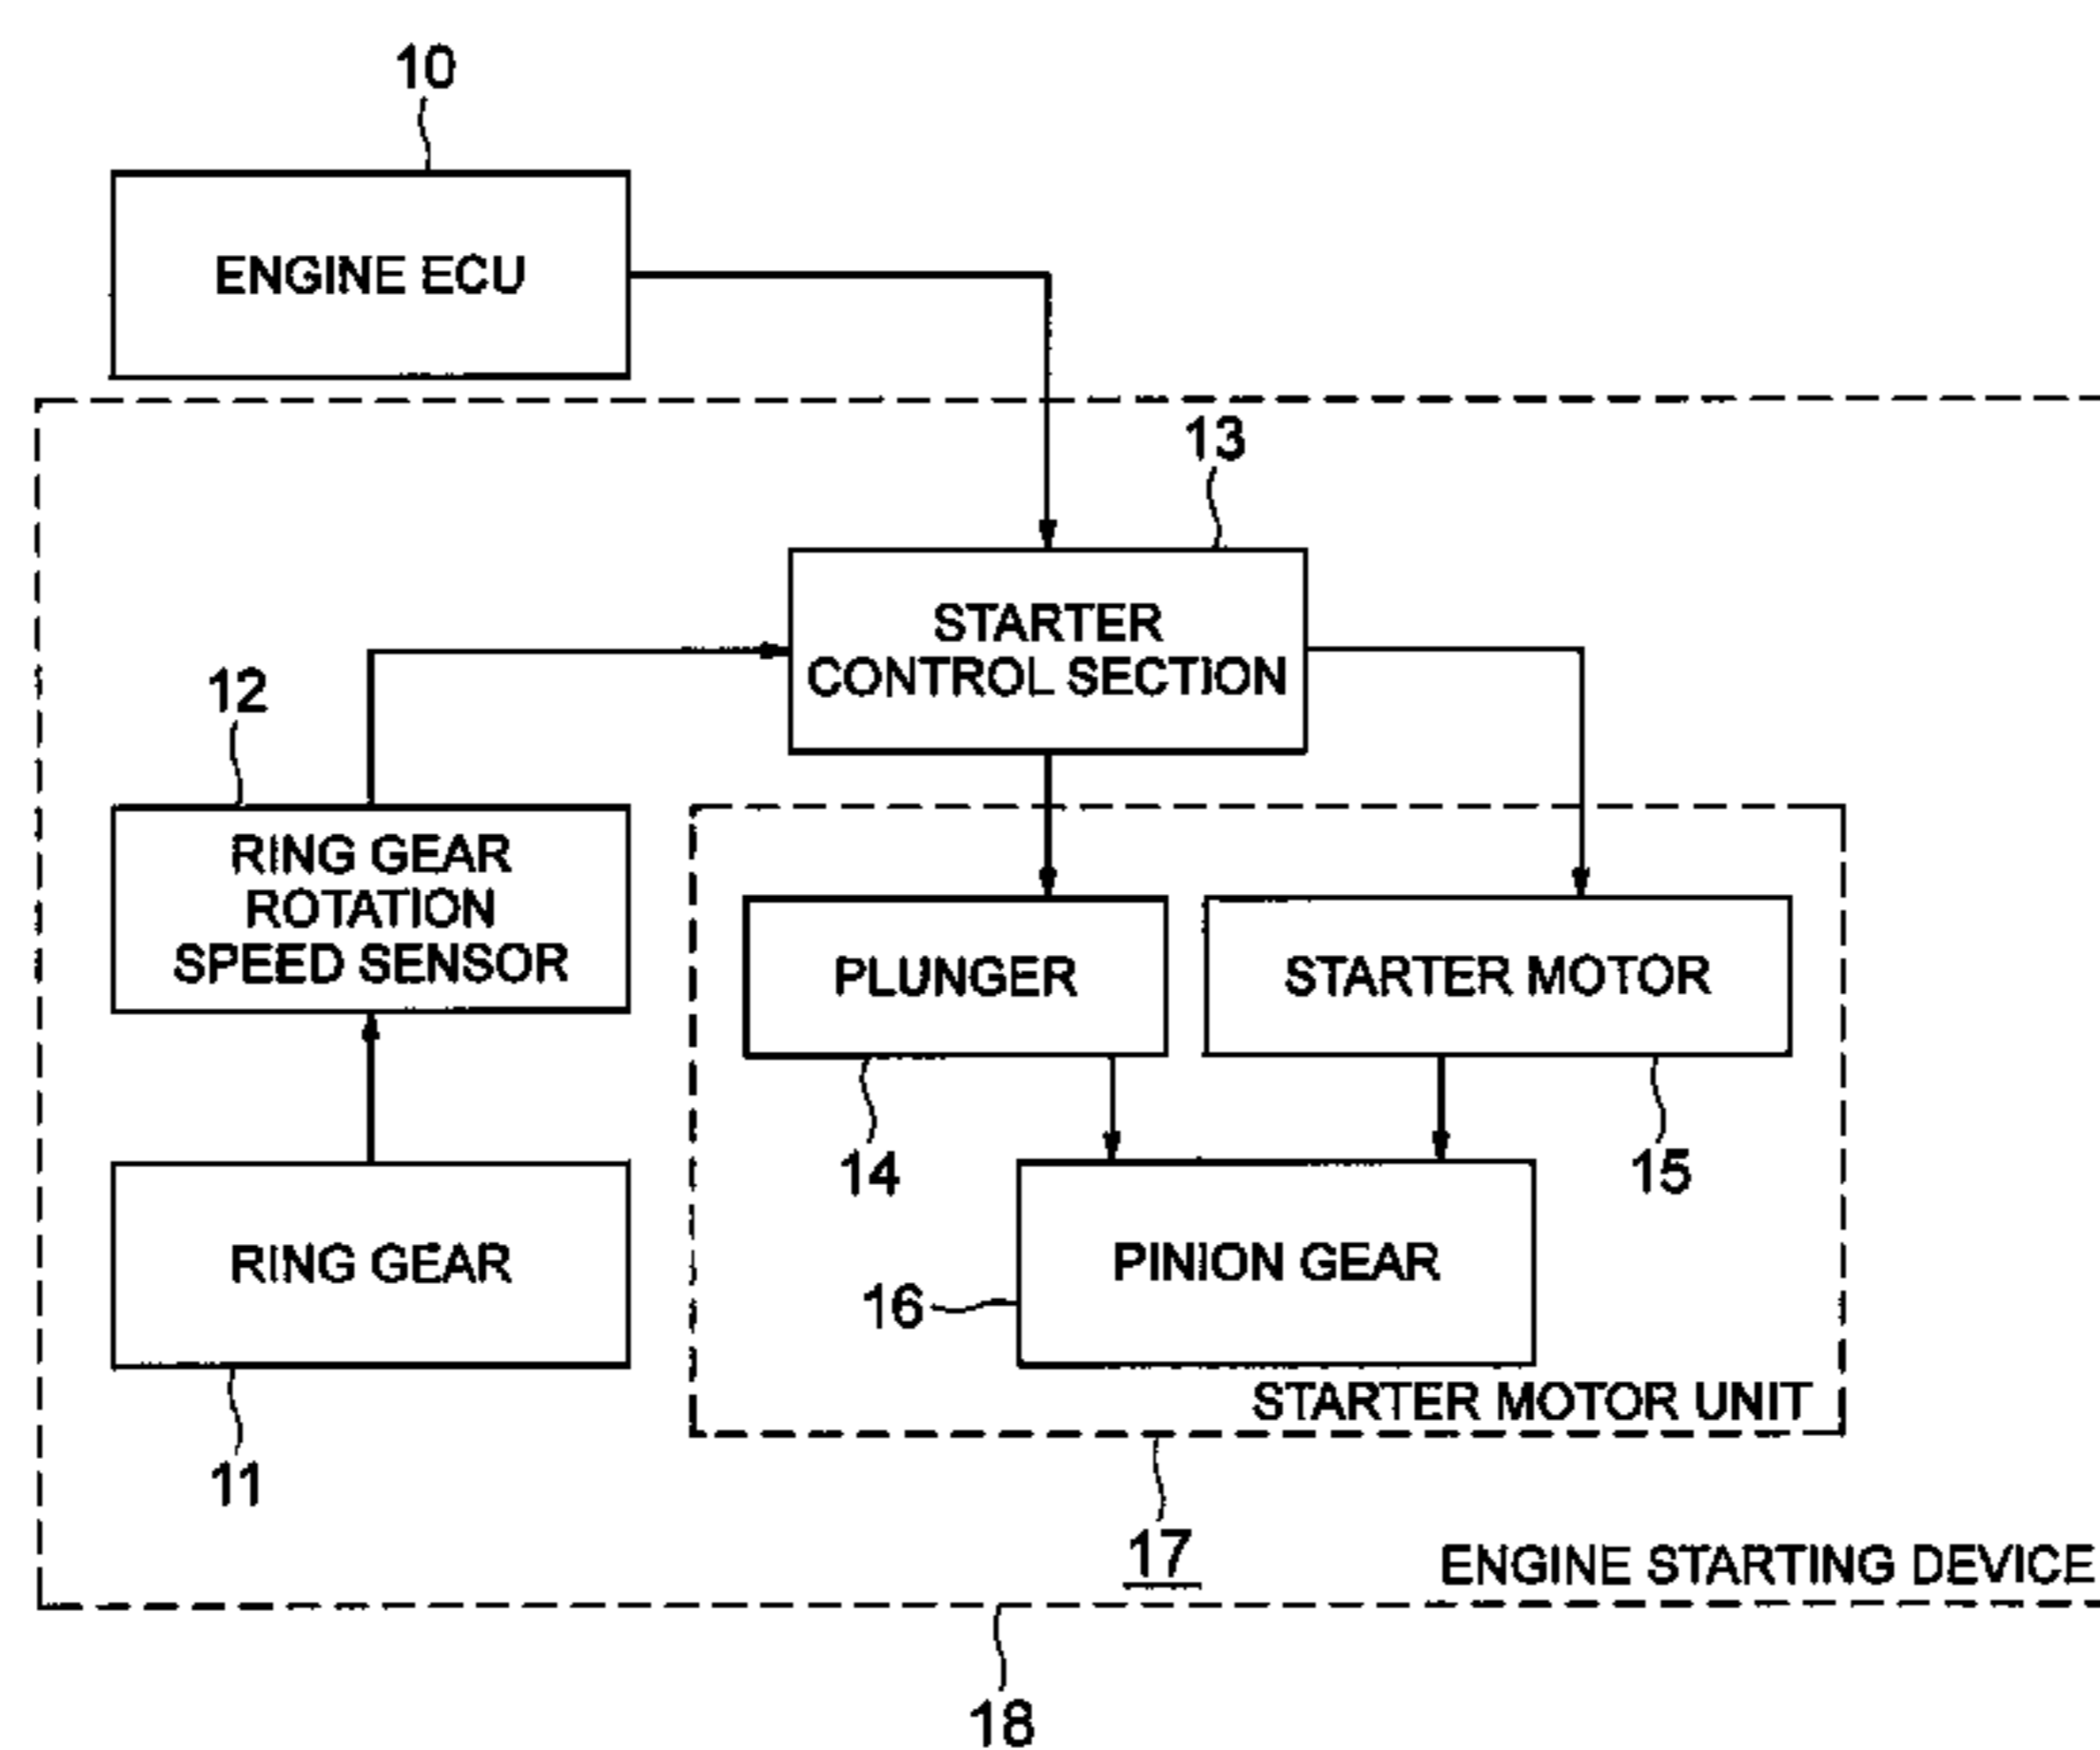 10
ENGINE ECU
13
STARTER
CONTROL SECTION
12
RING GEAR
ROTATION
SPEED SENSOR
PLUNGER
STARTER MOTOR
14
15
RING GEAR
PINION GEAR
16
STARTER MOTOR UNIT
11
17
ENGINE STARTING DEVICE
18